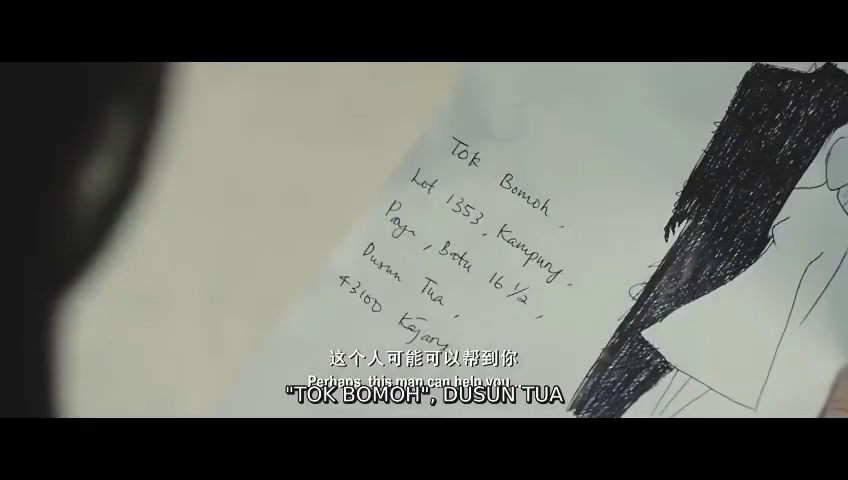 Tok Bomoh,
Lot 1353, Kampung,
Paya, Batu 16 1/2,
Dusun Tua,
43100 Kajang
这个人可能可以帮到你
Perhaps, this man can help you...
"TOK BOMOH", DUSUN TUA